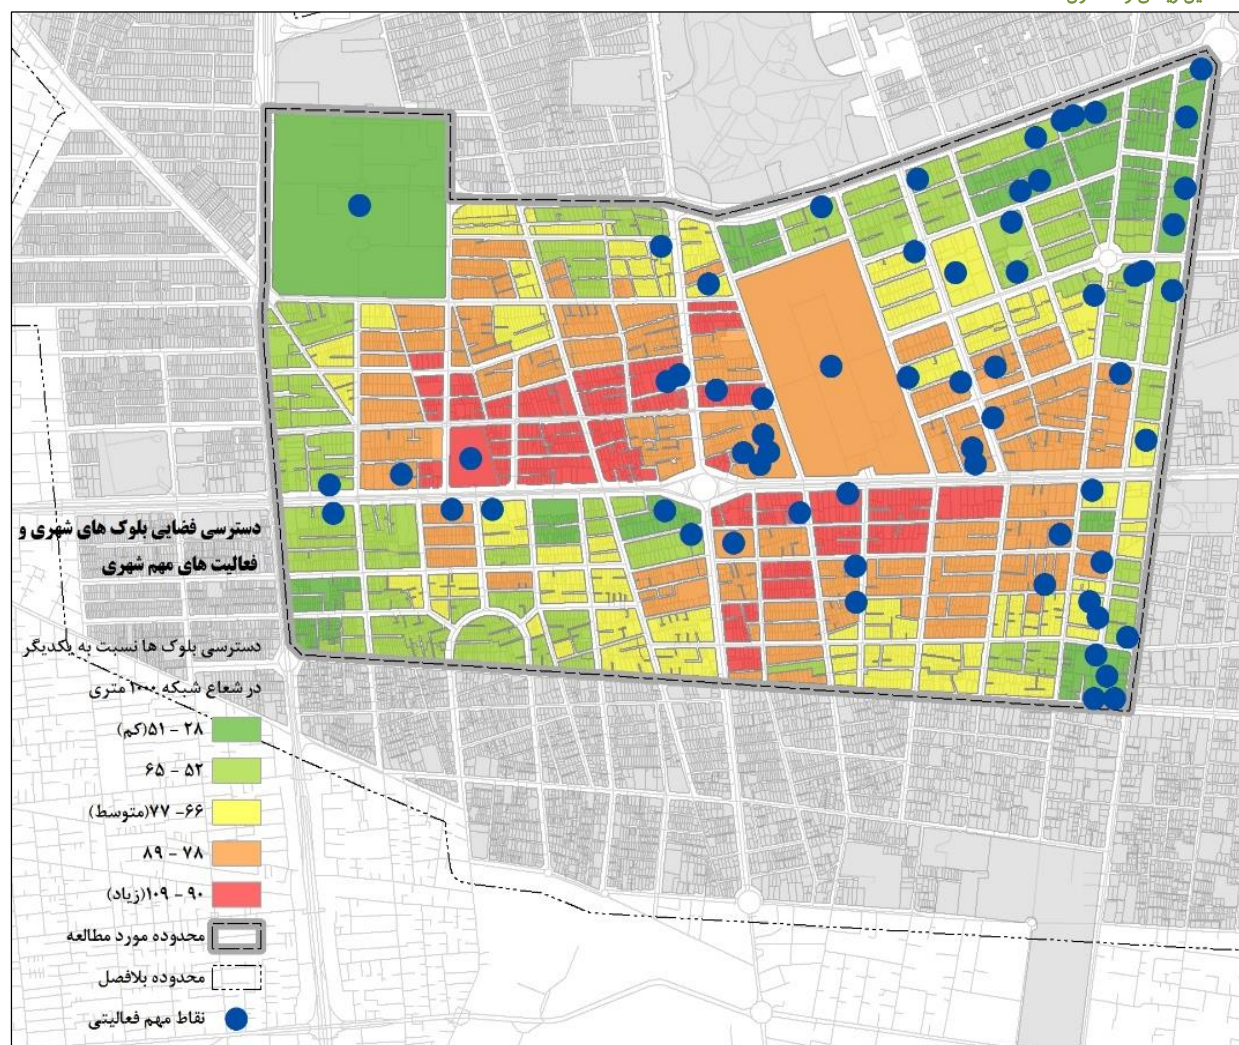 دسترسی فضایی بلوک های شهری و
فعالیت های مهم شهری
دسترسی بلوک ها نسبت به یکدیگر
در شعاع شبکه ۱۰۰۰ متری
۲۸ - ۵۱(کم)
۵۲ - ۶۵
۶۶- ۷۷(متوسط)
۷۸ - ۸۹
۹۰ - ۱۰۹(زیاد)
محدوده مورد مطالعه
محدوده بلافصل
نقاط مهم فعالیتی